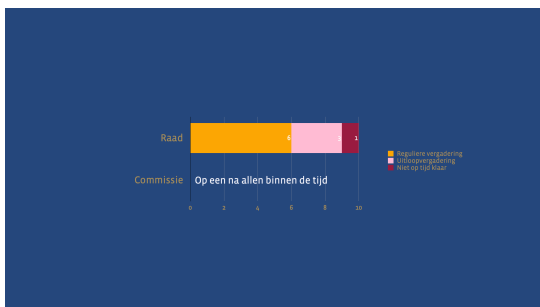 Raad
6
3
1
Reguliere vergadering
Uitloopvergadering
Niet op tijd klaar
Commissie
Op een na allen binnen de tijd
0 2 4 6 8 10